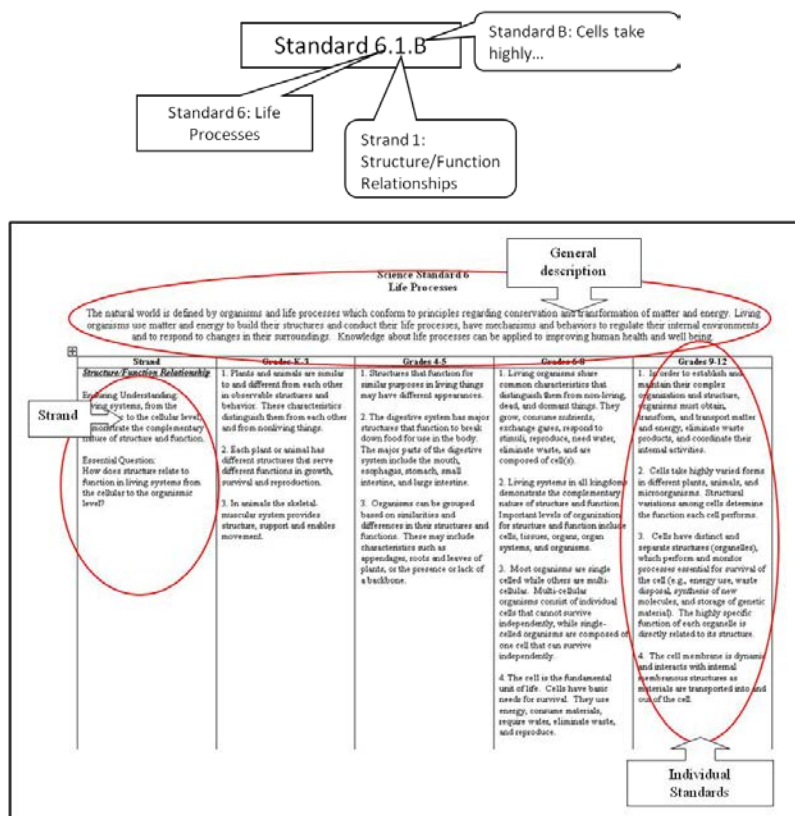 Standard 6.1.B
Standard B: Cells take
highly...
Standard 6: Life
Processes
Strand 1:
Structure/Function
Relationships
General
description
Science Standard 6
Life Processes
The natural world is defined by organisms and life processes which conform to principles regarding conservation and transformation of matter and energy. Living
organisms use matter and energy to build their structures and conduct their life processes, have mechanisms and behaviors to regulate their internal environments
and to respond to changes in their surroundings. Knowledge about life processes can be applied to improving human health and well being.
Strand
Structure/Function Relationship
Enduring Understanding:
Living systems, from the
to the cellular level,
demonstrate the complementary
nature of structure and function.
Essential Question:
How does structure relate to
function in living systems from
the cellular to the organismic
level?
Strand
Grades K-3
1. Plants and animals are similar
to and different from each other
in observable structures and
behavior. These characteristics
distinguish them from each other
and from nonliving things.
2. Each plant or animal has
different structures that serve
different functions in growth,
survival and reproduction.
3. In animals the skeletal-
muscular system provides
structure, support and enables
movement.
Grades 4-5
1. Structures that function for
similar purposes in living things
may have different appearances.
2. The digestive system has major
structures that function to break
down food for use in the body.
The major parts of the digestive
system include the mouth,
esophagus, stomach, small
intestine, and large intestine.
3. Organisms can be grouped
based on similarities and
differences in their structures and
functions. These may include
characteristics such as
appendages, roots and leaves of
plants, or the presence or lack of
a backbone.
Grades 6-8
1. Living organisms share
common characteristics that
distinguish them from non-living,
dead, and dormant things. They
grow, consume nutrients,
exchange gases, respond to
stimuli, reproduce, need water,
eliminate waste, and are
composed of cell(s).
2. Living systems in all kingdoms
demonstrate the complementary
nature of structure and function.
Important levels of organization
for structure and function include
cells, tissues, organs, organ
systems, and organisms.
3. Most organisms are single
celled while others are multi-
cellular. Multi-cellular
organisms consist of individual
cells that cannot survive
independently, while single-
celled organisms are composed of
one cell that can survive
independently.
4. The cell is the fundamental
unit of life. Cells have basic
needs for survival. They use
energy, consume materials,
require water, eliminate waste,
and reproduce.
Grades 9-12
1. In order to establish and
maintain their complex
organization and structure,
organisms must obtain,
transform, and transport matter
and energy, eliminate waste
products, and coordinate their
internal activities.
2. Cells take highly varied forms
in different plants, animals, and
microorganisms. Structural
variations among cells determine
the function each cell performs.
3. Cells have distinct and
separate structures (organelles),
which perform and monitor
processes essential for survival of
the cell (e.g., energy use, waste
disposal, synthesis of new
molecules, and storage of genetic
material). The highly specific
function of each organelle is
directly related to its structure.
4. The cell membrane is dynamic
and interacts with internal
membranous structures as
materials are transported into and
out of the cell.
Individual
Standards